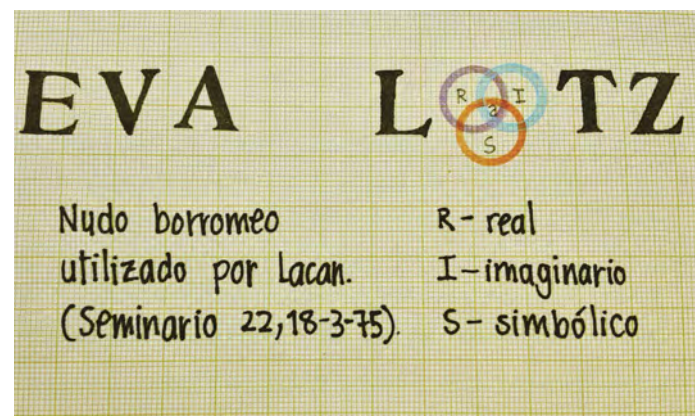 EVA LOTZ
R I
a
S
Nudo borromeo
utilizado por Lacan.
(Seminario 22,18-3-75).
R - real
I - imaginario
S - simbólico